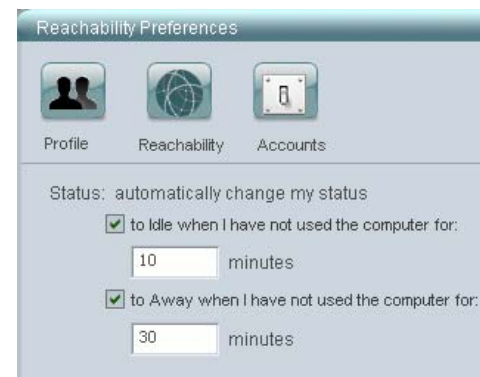 Reachability Preferences
Profile Reachability Accounts
Status: automatically change my status
to Idle when I have not used the computer for:
10 minutes
to Away when I have not used the computer for:
30 minutes